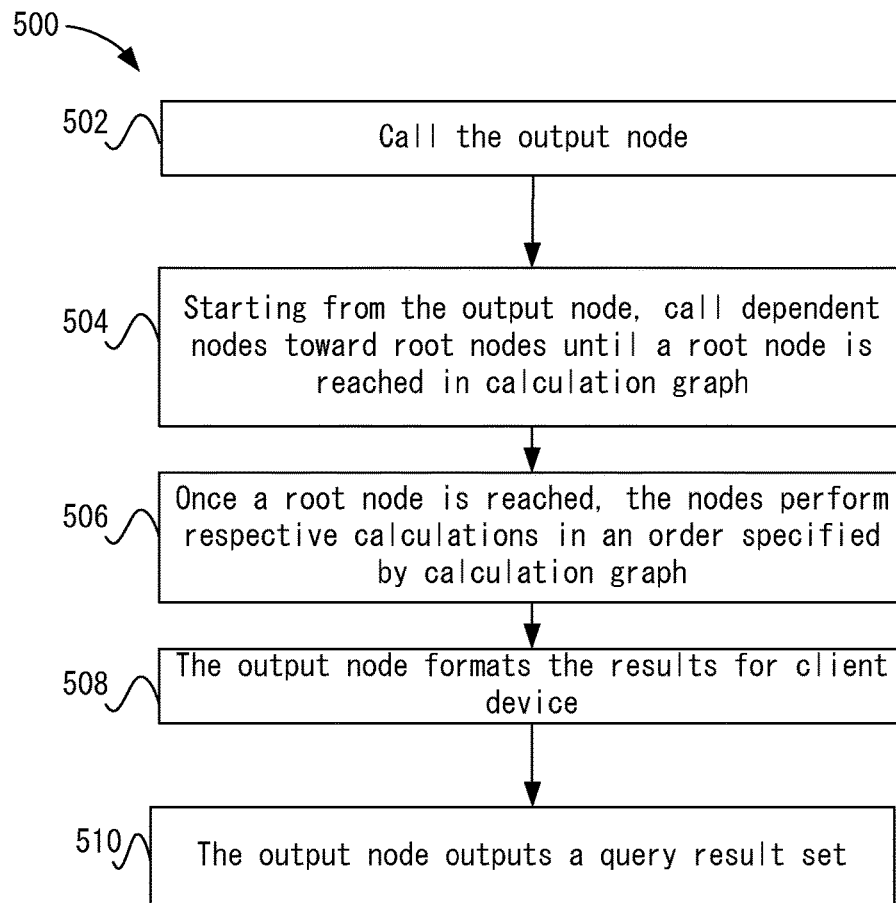 500
502
Call the output node
504
Starting from the output node, call dependent
nodes toward root nodes until a root node is
reached in calculation graph
506
Once a root node is reached, the nodes perform
respective calculations in an order specified
by calculation graph
508
The output node formats the results for client
device
510
The output node outputs a query result set